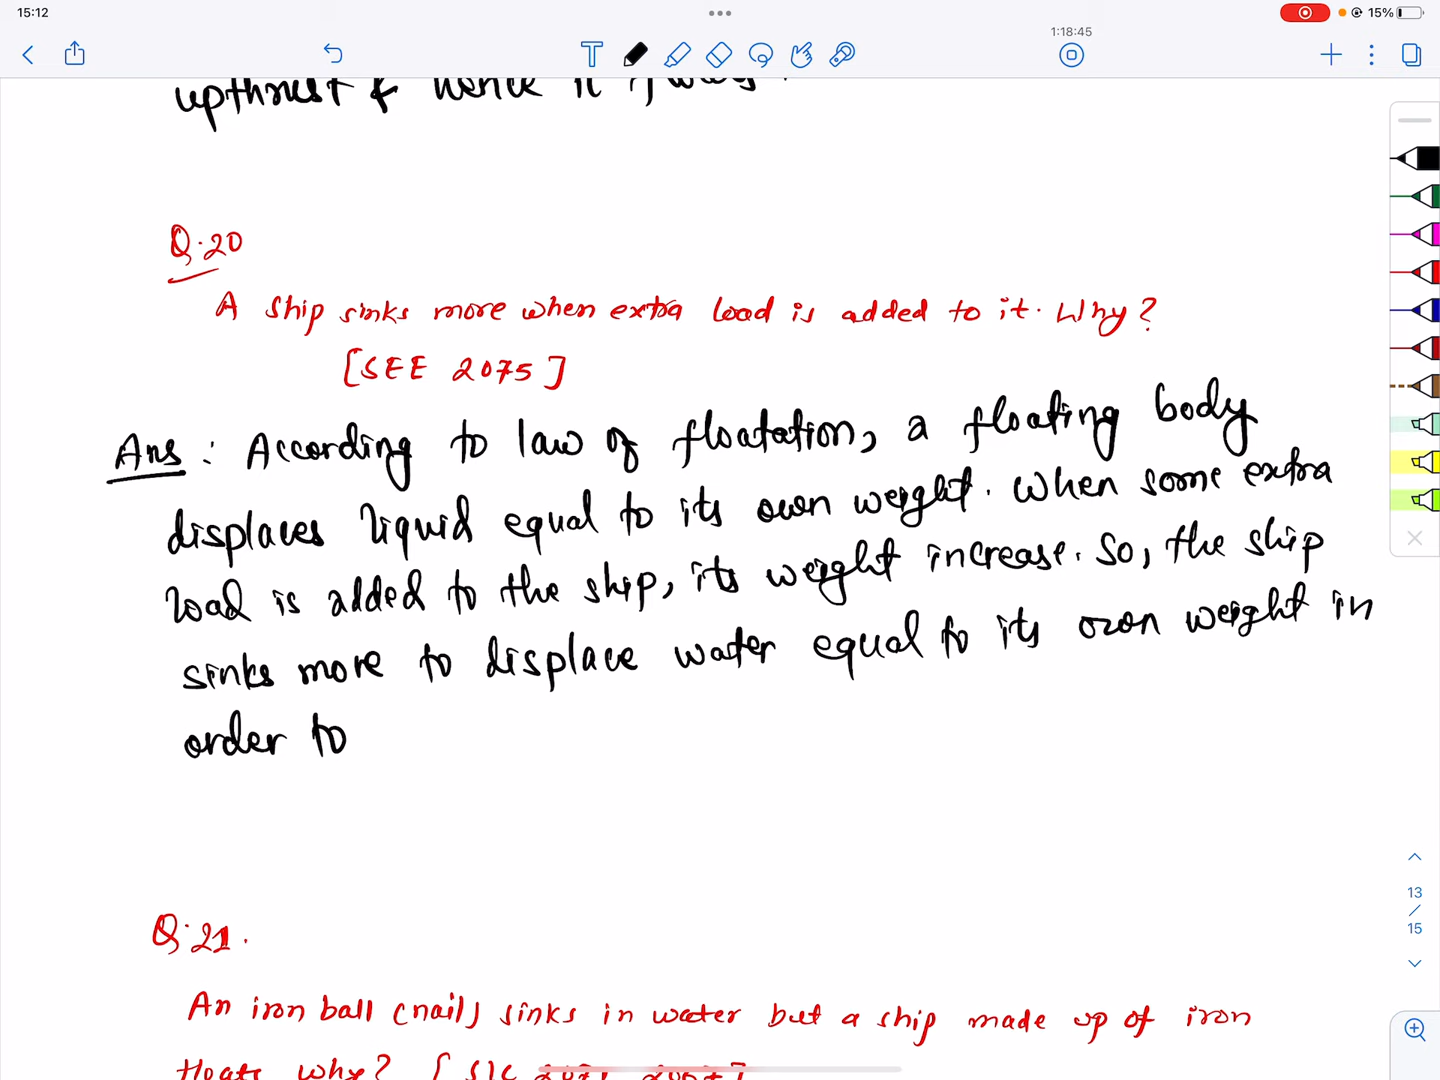 15:12
15%
1:18:45
upthrust & hence it
Q.20
A ship sinks more when extra load is added to it. Why?
[SEE 2075]
Ans : According to law of floatation, a floating body
displaces liquid equal to its own weight. When some extra
load is added to the ship, its weight increase. So, the ship
sinks more to displace water equal to its own weight in
order to
13
/
15
Q.21.
An iron ball (nail) sinks in water but a ship made up of iron
floats why?